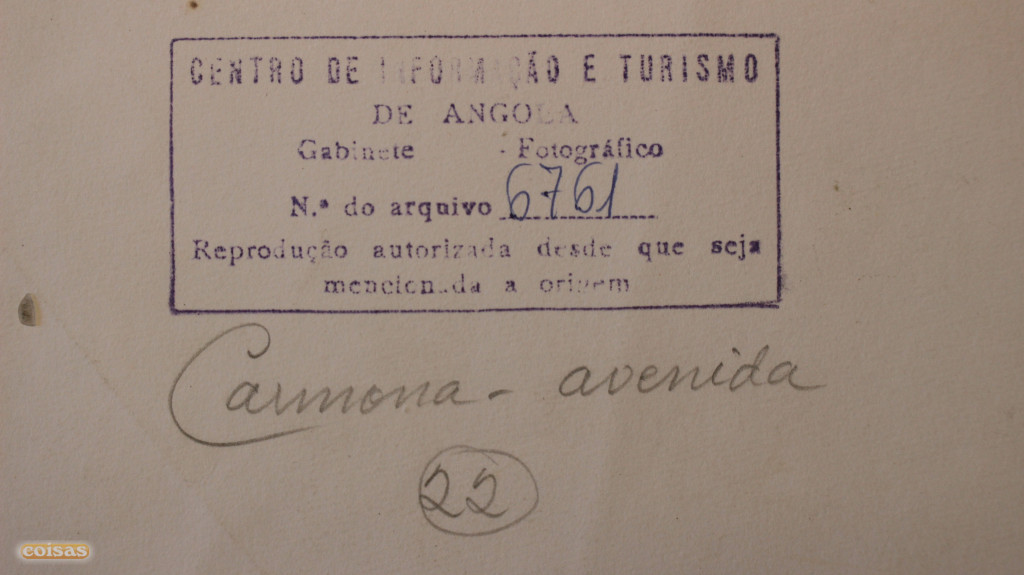 CENTRO DE INFORMAÇÃO E TURISMO
DE ANGOLA
Gabinete - Fotográfico
N.º do arquivo 6761
Reprodução autorizada desde que seja
mencionada a origem
Carmona - avenida
22
coisas